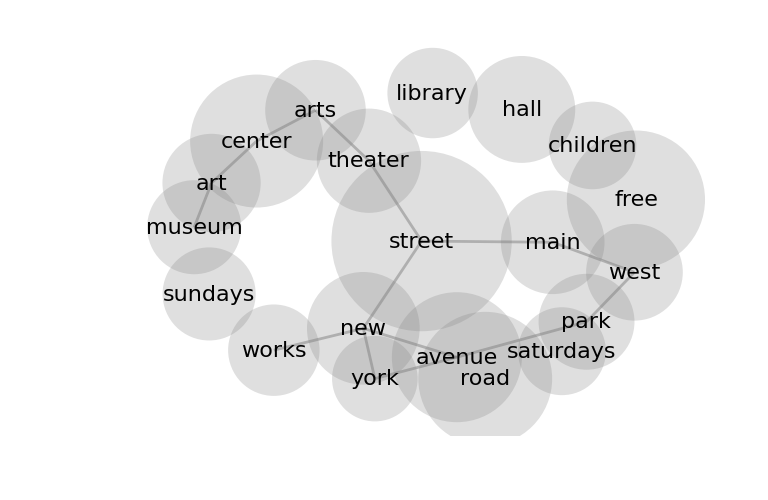 library
arts
hall
center
children
theater
art
free
museum
street
main
west
sundays
park
new
works
saturdays
avenue
york
road